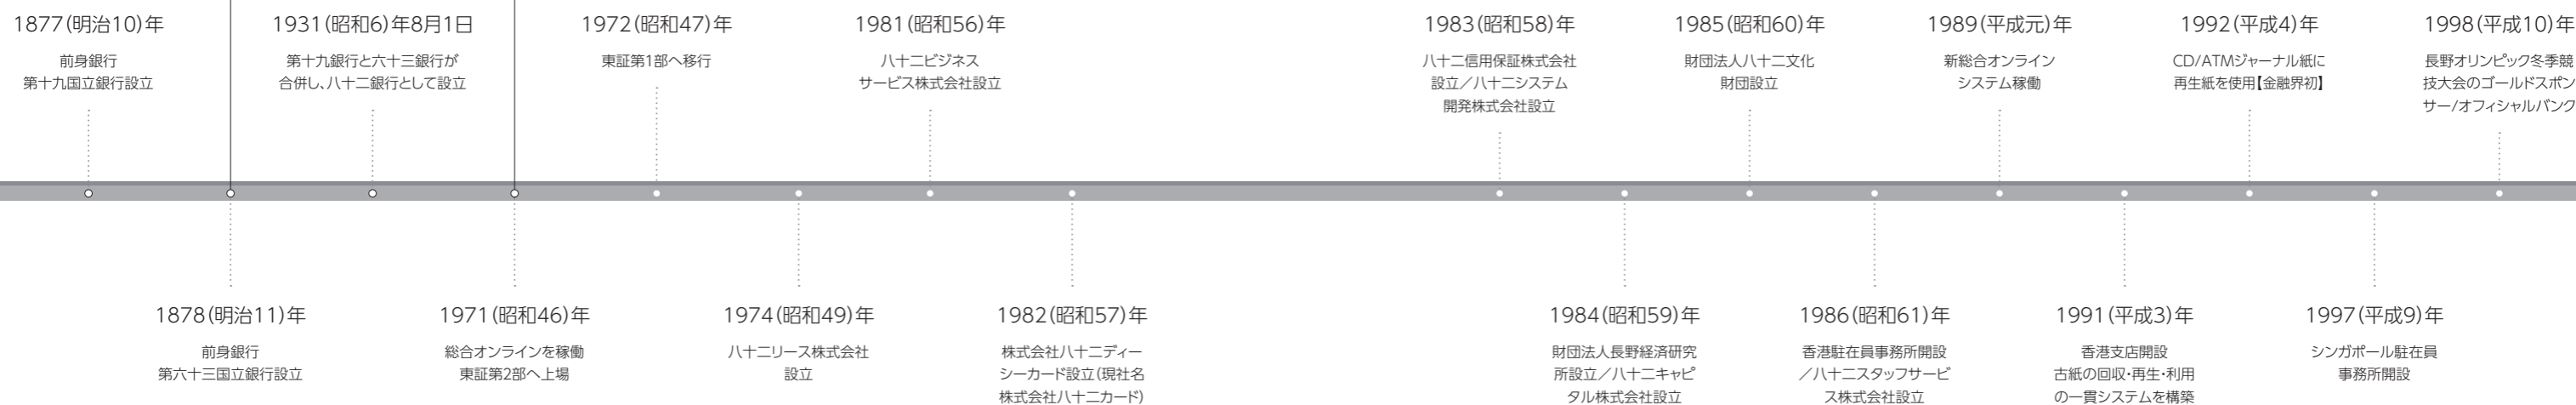 1877(明治10)年
前身銀行
第十九国立銀行設立
1931(昭和6)年8月1日
第十九銀行と六十三銀行が
合併し、八十二銀行として設立
1972(昭和47)年
東証第1部へ移行
1981(昭和56)年
八十二ビジネス
サービス株式会社設立
1983(昭和58)年
八十二信用保証株式会社
設立／八十二システム
開発株式会社設立
1985(昭和60)年
財団法人八十二文化
財団設立
1989(平成元)年
新総合オンライン
システム稼働
1992(平成4)年
CD/ATMジャーナル紙に
再生紙を使用【金融界初】
1998(平成10)年
長野オリンピック冬季競
技大会のゴールドスポン
サー/オフィシャルバンク
1878(明治11)年
前身銀行
第六十三国立銀行設立
1971(昭和46)年
総合オンラインを稼働
東証第2部へ上場
1974(昭和49)年
八十二リース株式会社
設立
1982(昭和57)年
株式会社八十二ディー
シーカード設立(現社名
株式会社八十二カード)
1984(昭和59)年
財団法人長野経済研究
所設立／八十二キャピ
タル株式会社設立
1986(昭和61)年
香港駐在員事務所開設
／八十二スタッフサービ
ス株式会社設立
1991(平成3)年
香港支店開設
古紙の回収・再生・利用
の一貫システムを構築
1997(平成9)年
シンガポール駐在員
事務所開設